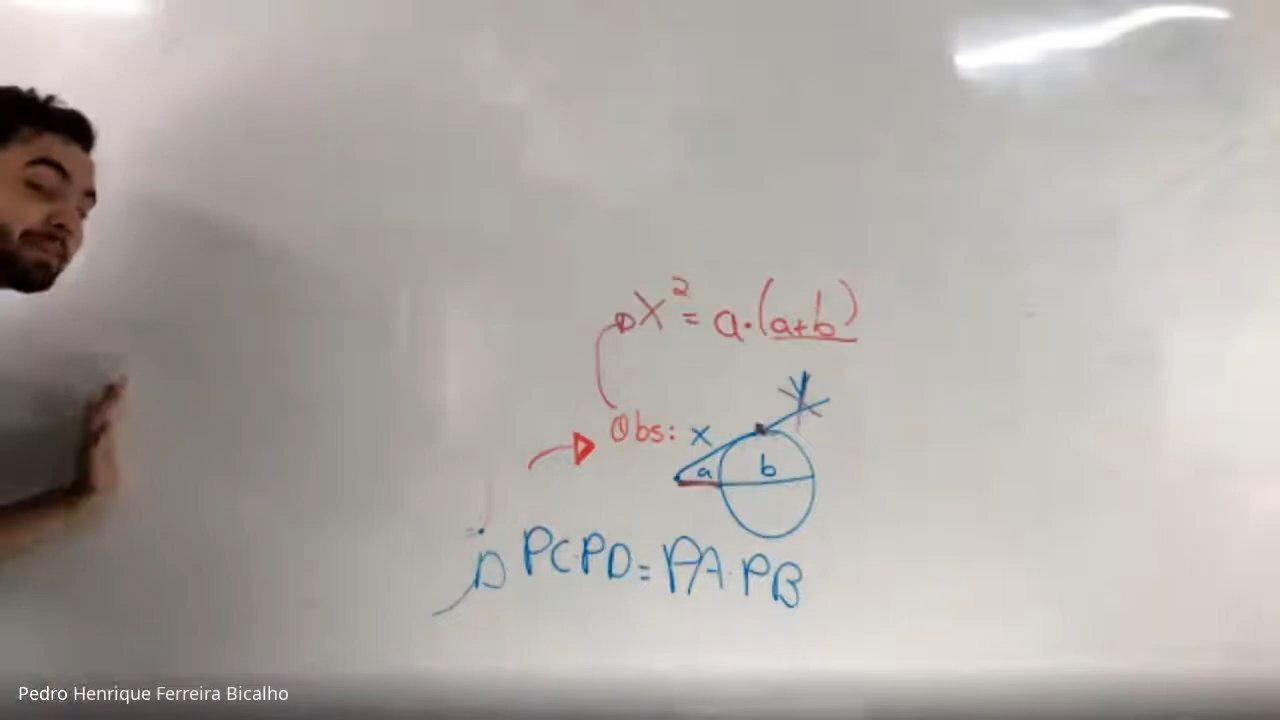 X² = a·(a+b)
Obs: x
a b
PC·PD = PA·PB
Pedro Henrique Ferreira Bicalho